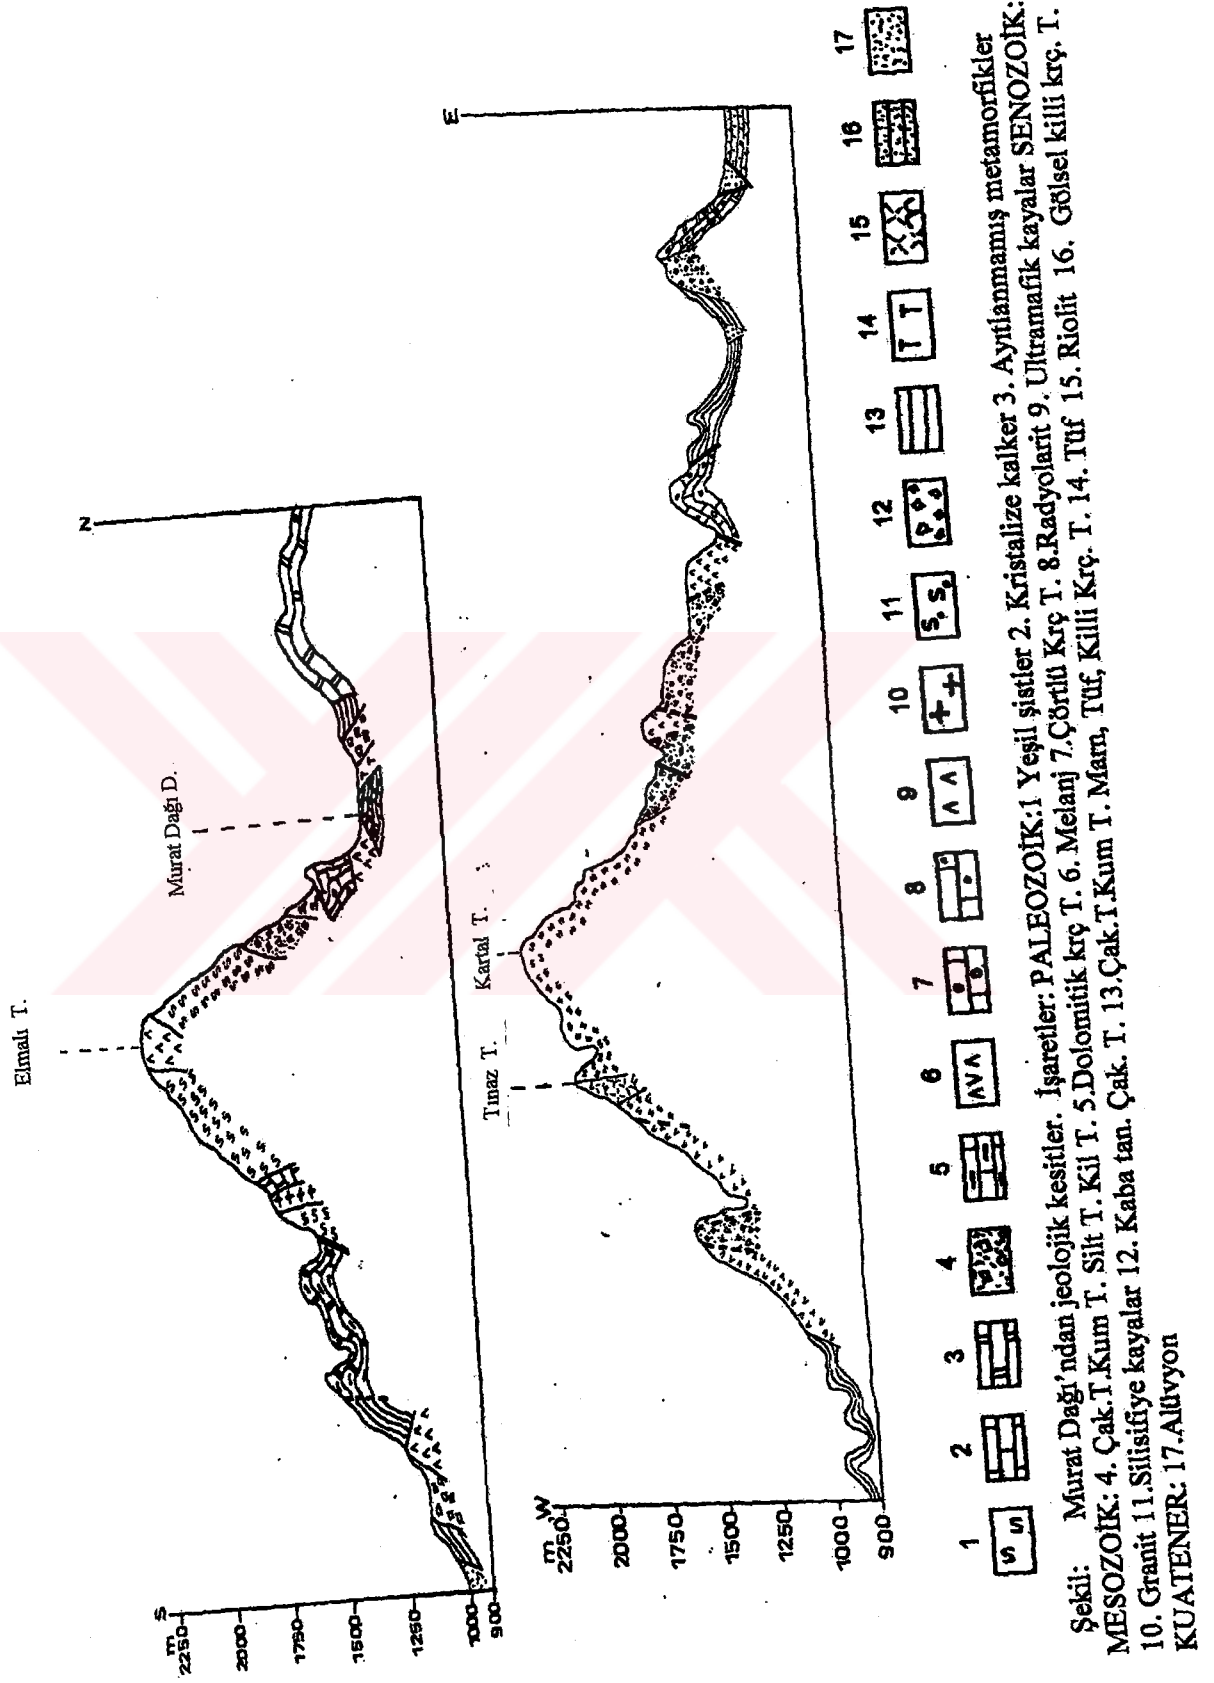 Elmalı T.
Murat Dağı D.
S
N
m
2250
2000
1750
1500
1250
1000
900
Tınaz T.
Kartal T.
W
E
m
2250
2000
1750
1500
1250
1000
900
1 2 3 4 5 6 7 8 9 10 11 12 13 14 15 16 17
Şekil: Murat Dağı'ndan jeolojik kesitler. İşaretler: PALEOZOİK:1 Yeşil şistler 2. Kristalize kalker 3. Ayıtlanmamış metamorfikler
MESOZOİK: 4. Çak.T.Kum T. Silt T. Kil T. 5.Dolomitik krç T. 6. Melanj 7.Çörtlü Krç T. 8.Radyolarit 9. Ultramafik kayalar SENOZOİK:
10. Granit 11.Silisifiye kayalar 12. Kaba tan. Çak. T. 13.Çak.T.Kum T. Marn, Tüf, Killi Krç. T. 14. Tüf 15. Riolit 16. Gölsel killi krç. T.
KUATENER: 17.Alüvyon